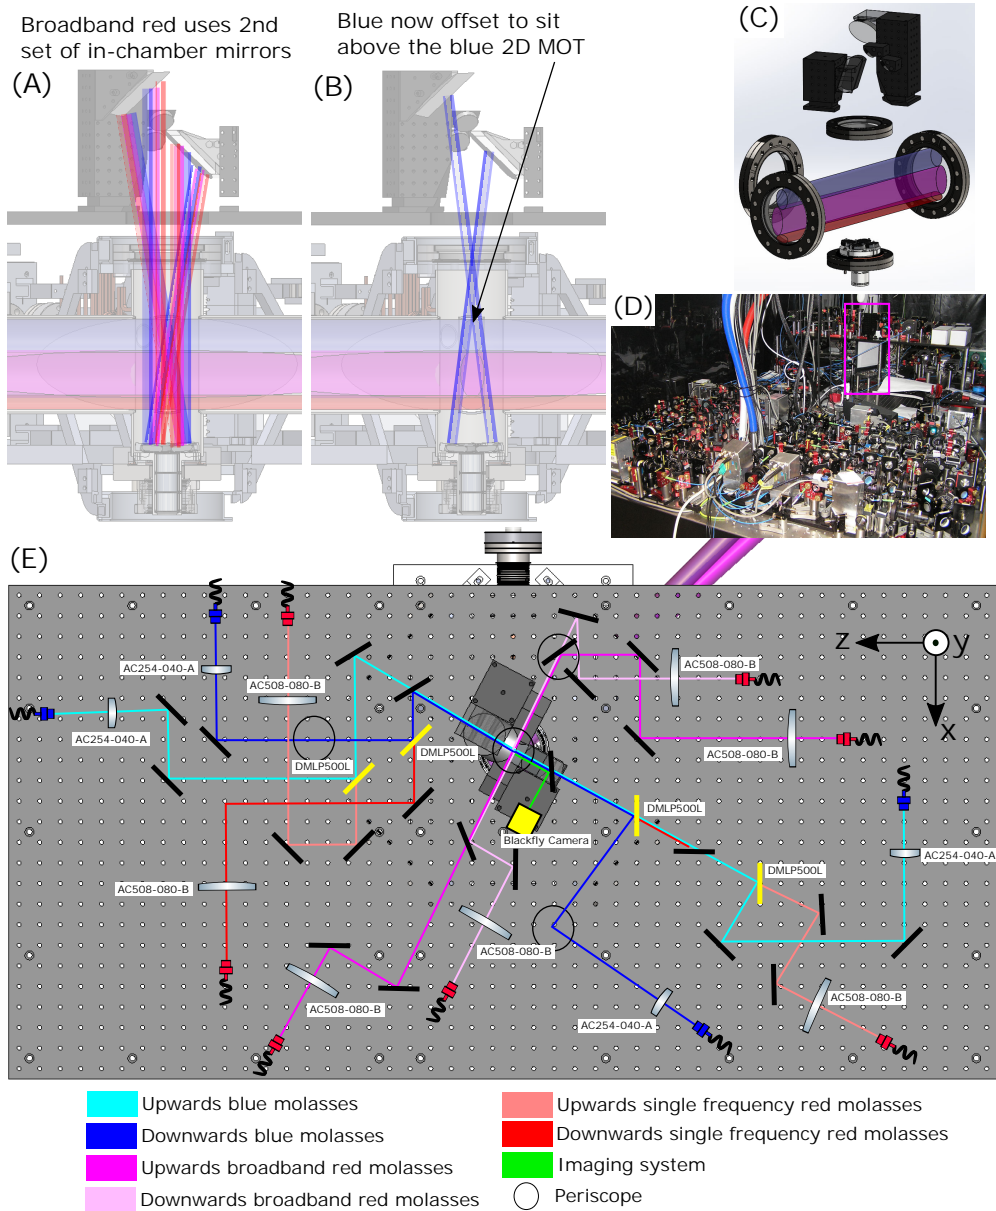 Broadband red uses 2nd
set of in-chamber mirrors
Blue now offset to sit
above the blue 2D MOT
(A)
(B)
(C)
(D)
(E)
AC254-040-A
AC508-080-B
AC254-040-A
DMLP500L
DMLP500L
AC508-080-B
AC508-080-B
AC508-080-B
Blackfly Camera
DMLP500L
DMLP500L
AC508-080-B
AC508-080-B
AC254-040-A
AC254-040-A
AC508-080-B
z
y
x
Upwards blue molasses
Downwards blue molasses
Upwards broadband red molasses
Downwards broadband red molasses
Upwards single frequency red molasses
Downwards single frequency red molasses
Imaging system
Periscope